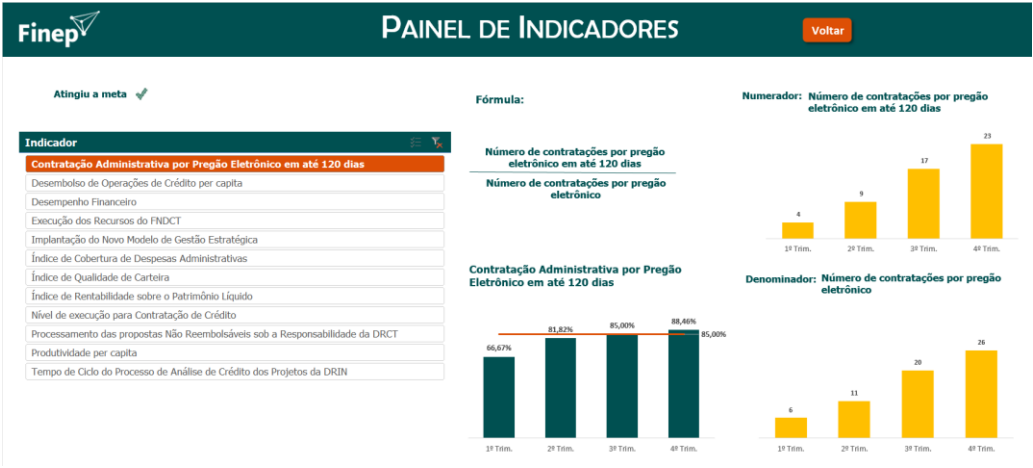 Finep
PAINEL DE INDICADORES
Voltar
Atingiu a meta
Indicador
Contratação Administrativa por Pregão Eletrônico em até 120 dias
Desembolso de Operações de Crédito per capita
Desempenho Financeiro
Execução dos Recursos do FNDCT
Implantação do Novo Modelo de Gestão Estratégica
Índice de Cobertura de Despesas Administrativas
Índice de Qualidade de Carteira
Índice de Rentabilidade sobre o Patrimônio Líquido
Nível de execução para Contratação de Crédito
Processamento das propostas Não Reembolsáveis sob a Responsabilidade da DRCT
Produtividade per capita
Tempo de Ciclo do Processo de Análise de Crédito dos Projetos da DRIN
Fórmula:
Número de contratações por pregão
eletrônico em até 120 dias
Número de contratações por pregão
eletrônico
Numerador: Número de contratações por pregão
eletrônico em até 120 dias
4
9
17
23
1º Trim. 2º Trim. 3º Trim. 4º Trim.
Contratação Administrativa por Pregão
Eletrônico em até 120 dias
66,67%
81,82%
85,00%
88,46%
85,00%
1º Trim. 2º Trim. 3º Trim. 4º Trim.
Denominador: Número de contratações por pregão
eletrônico
6
11
20
26
1º Trim. 2º Trim. 3º Trim. 4º Trim.